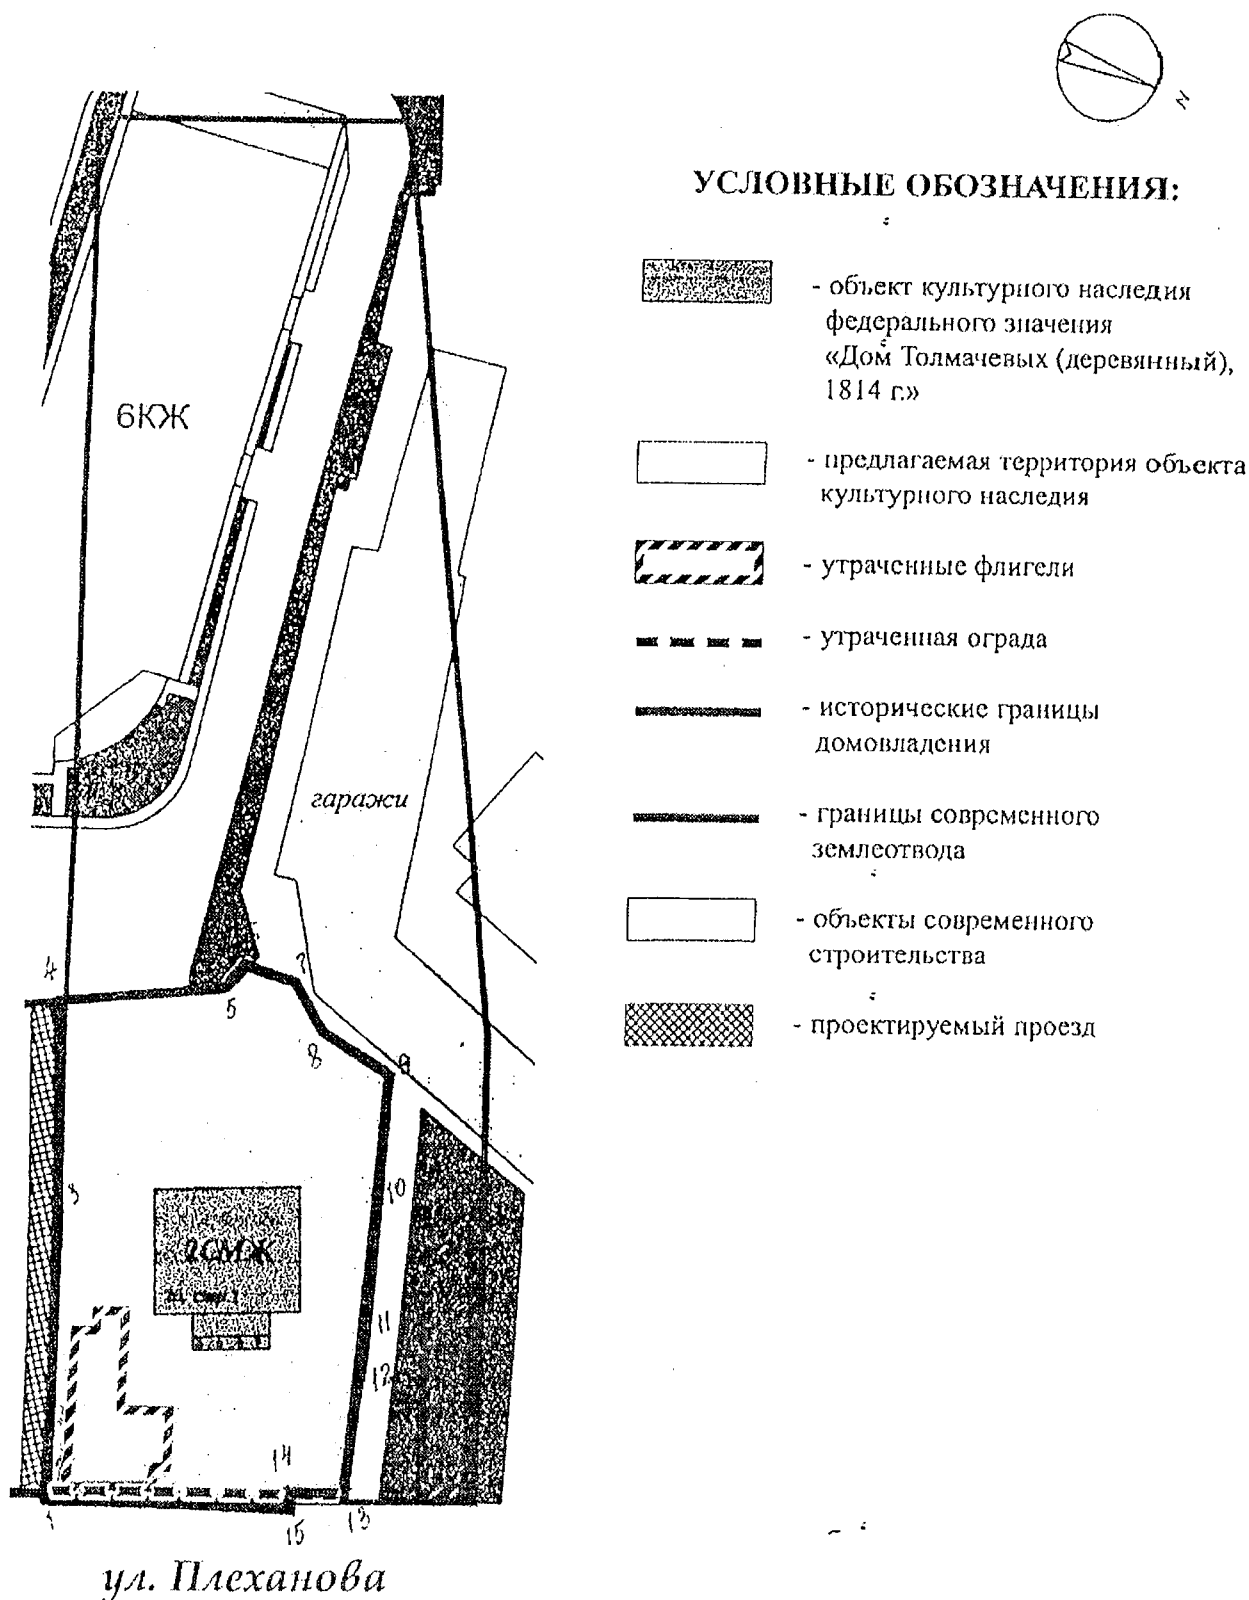 N
УСЛОВНЫЕ ОБОЗНАЧЕНИЯ:
- объект культурного наследия
федерального значения
«Дом Толмачевых (деревянный),
1814 г.»
- предлагаемая территория объекта
культурного наследия
- утраченные флигели
- утраченная ограда
- исторические границы
домовладения
- границы современного
землеотвода
- объекты современного
строительства
- проектируемый проезд
6КЖ
гаражи
4
5
7
8
9
3
10
2СМЖ
11
12
14
1
15
13
ул. Плеханова